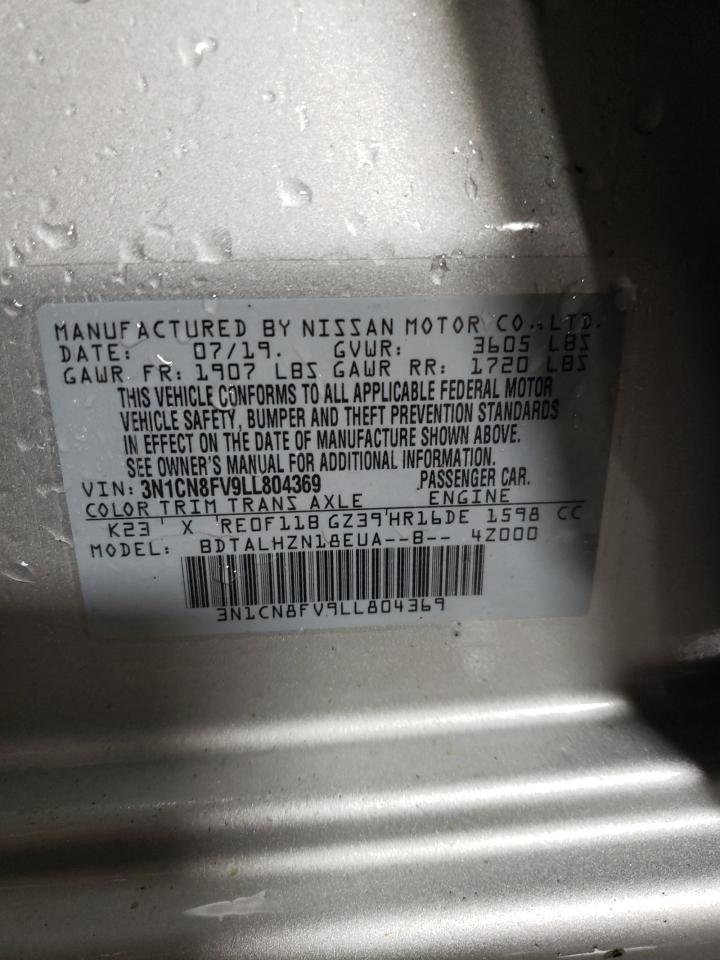 MANUFACTURED BY NISSAN MOTOR CO., LTD.
DATE: 07/19. GVWR: 3605 LBS
GAWR FR: 1907 LBS GAWR RR: 1720 LBS
THIS VEHICLE CONFORMS TO ALL APPLICABLE FEDERAL MOTOR
VEHICLE SAFETY, BUMPER AND THEFT PREVENTION STANDARDS
IN EFFECT ON THE DATE OF MANUFACTURE SHOWN ABOVE.
SEE OWNER'S MANUAL FOR ADDITIONAL INFORMATION.
VIN: 3N1CN8FV9LL804369 .PASSENGER CAR.
COLOR TRIM TRANS AXLE ENGINE
K23 ' X RE0F11B GZ39'HR16DE 1598 CC
MODEL: BDTALHZN18EUA--B-- 4Z000
3N1CN8FV9LL804369